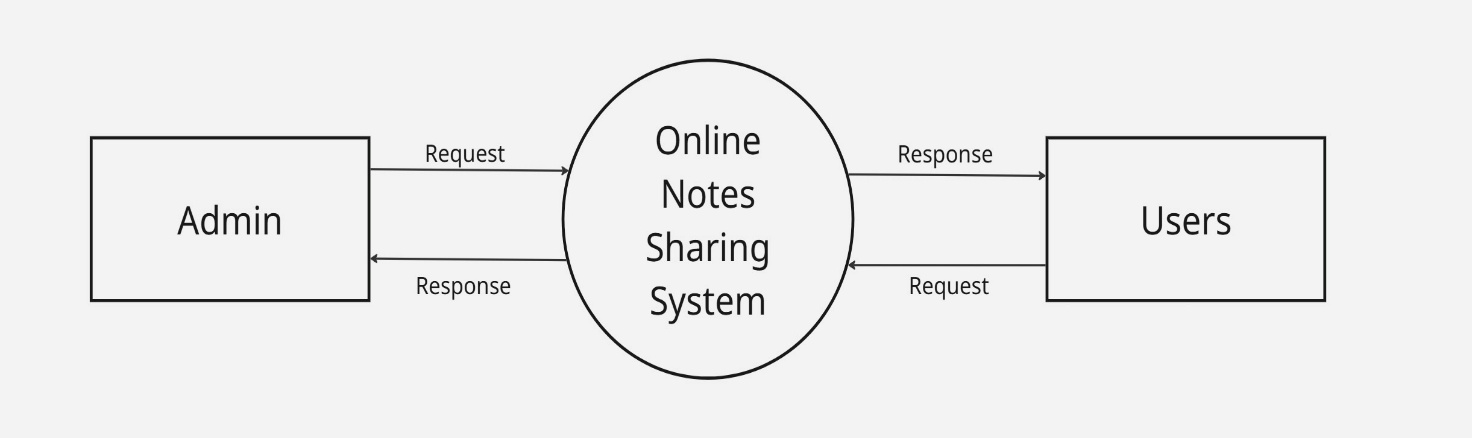 Request
Response
Admin
Online
Notes
Sharing
System
Users
Response
Request